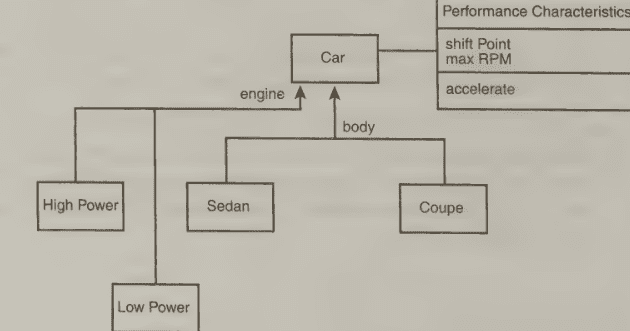 Performance Characteristics
shift Point
max RPM
accelerate
Car
engine
body
High Power
Sedan
Coupe
Low Power